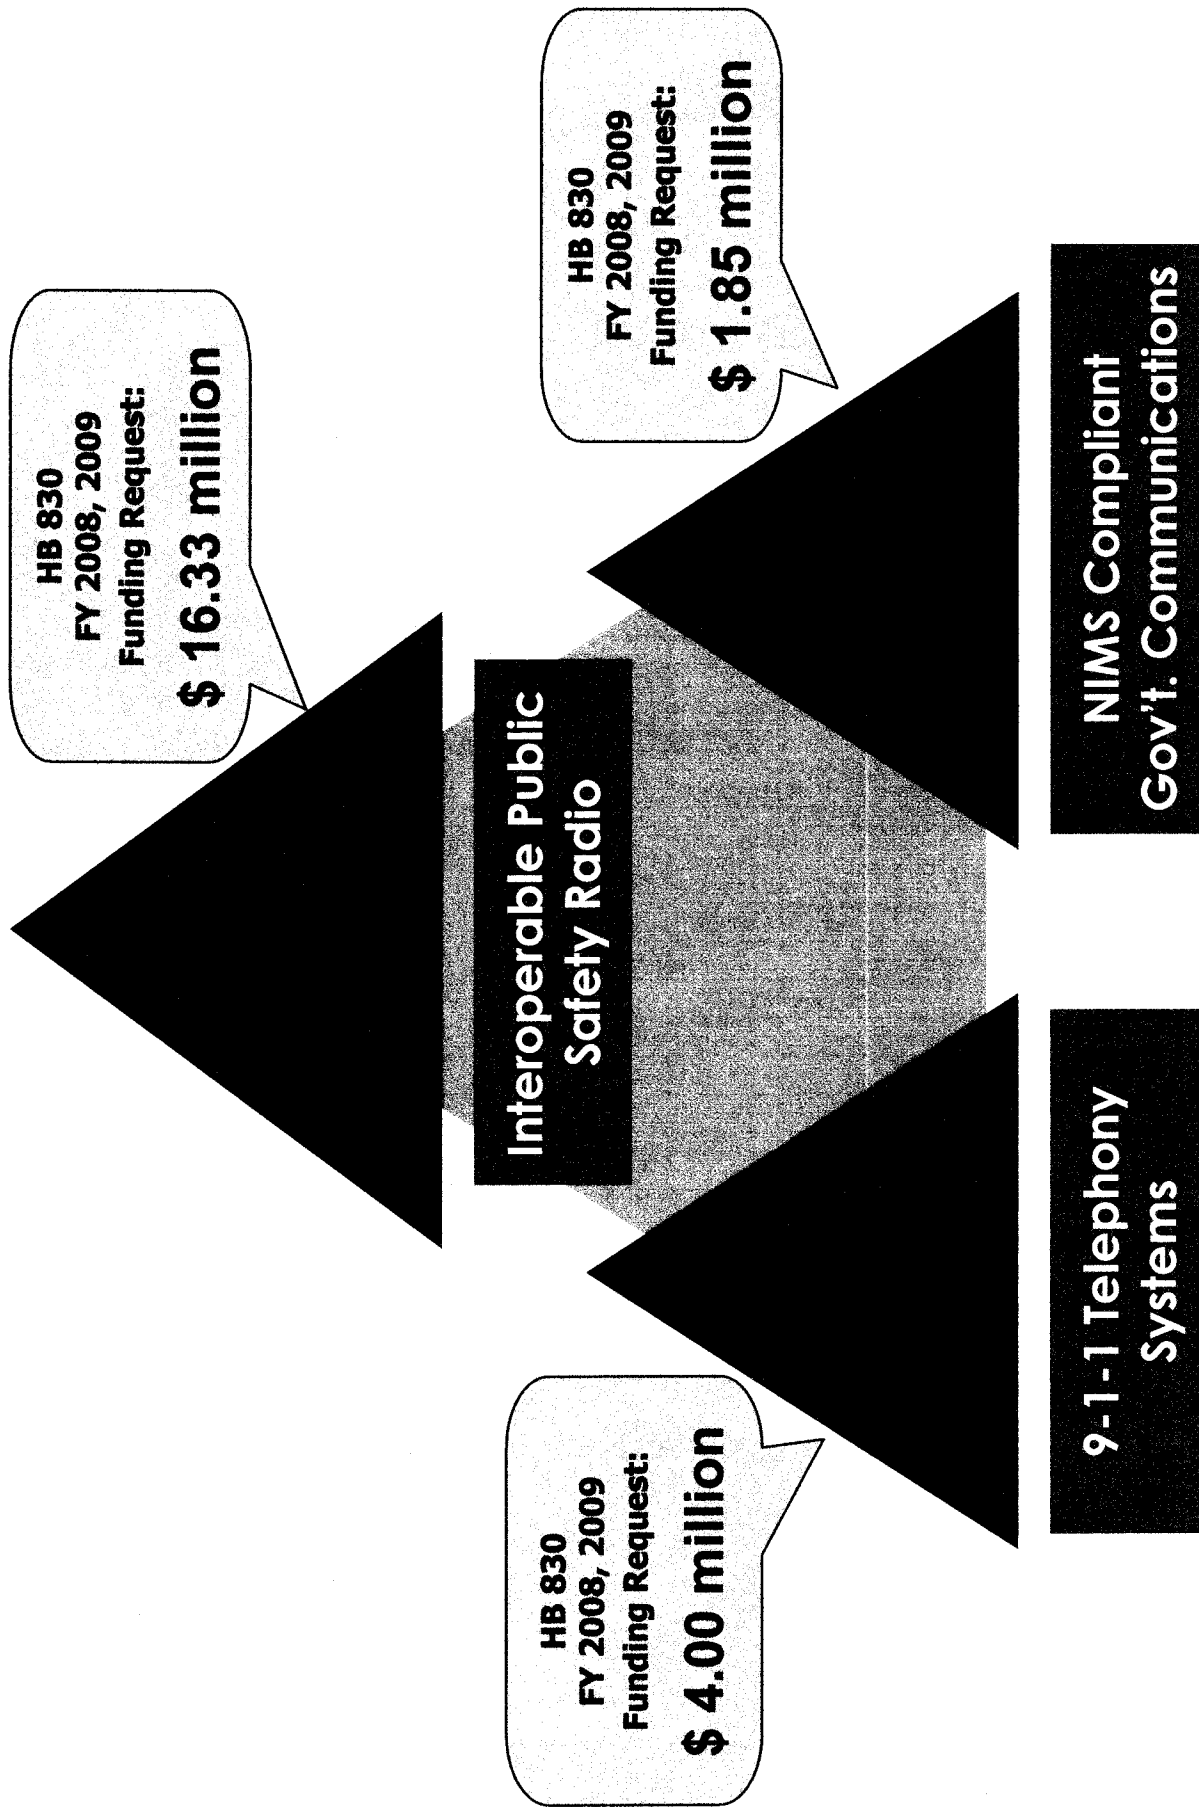 HB 830
FY 2008, 2009
Funding Request:
$ 16.33 million
Interoperable Public
Safety Radio
HB 830
FY 2008, 2009
Funding Request:
$ 4.00 million
9-1-1 Telephony
Systems
HB 830
FY 2008, 2009
Funding Request:
$ 1.85 million
NIMS Compliant
Gov't. Communications